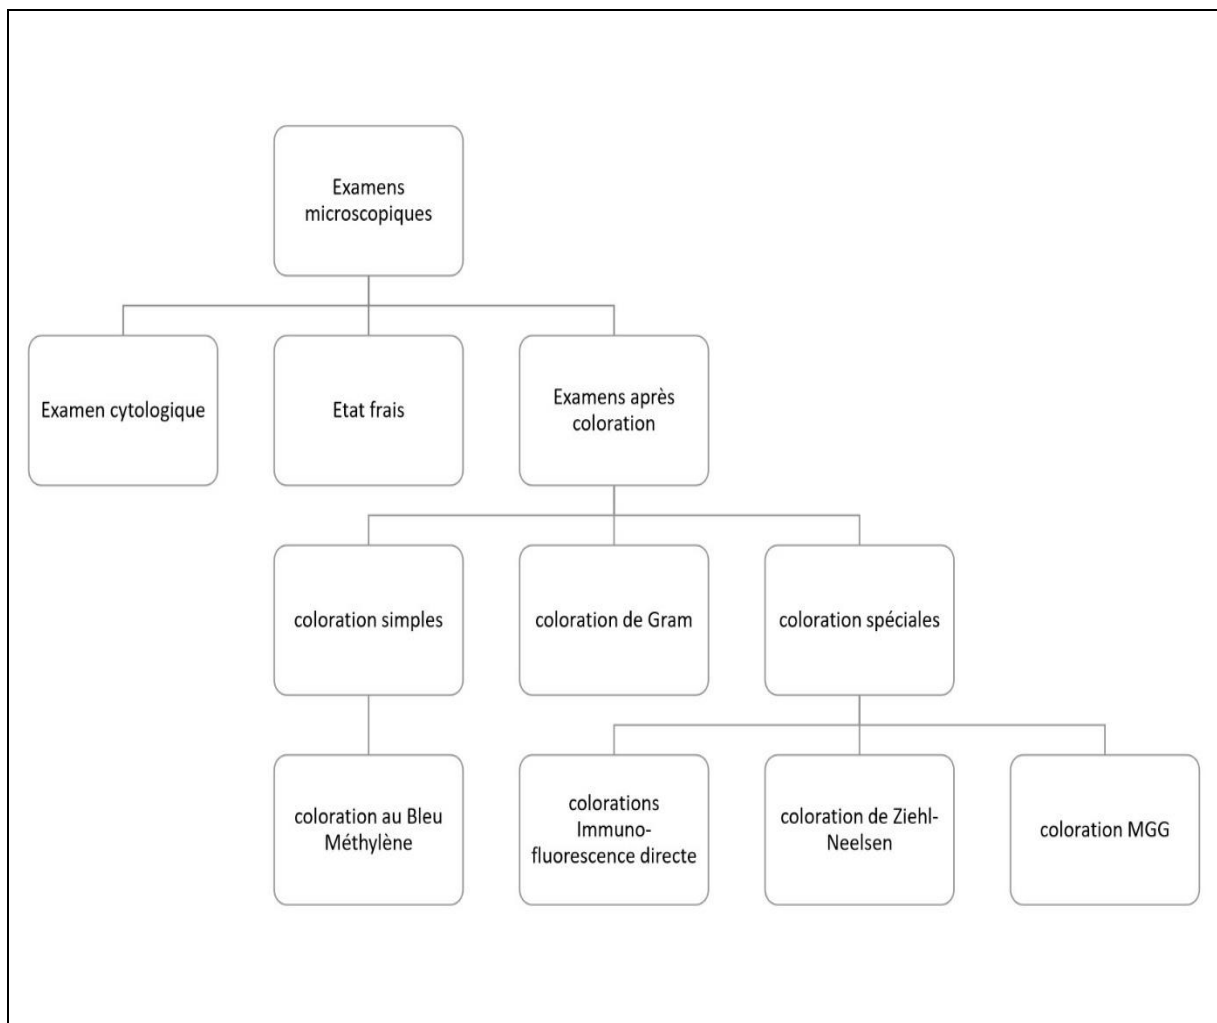 Examens
microscopiques
Examen cytologique
Etat frais
Examens après
coloration
coloration simples
coloration de Gram
coloration spéciales
coloration au Bleu
Méthylène
colorations
Immuno-
fluorescence directe
coloration de Ziehl-
Neelsen
coloration MGG